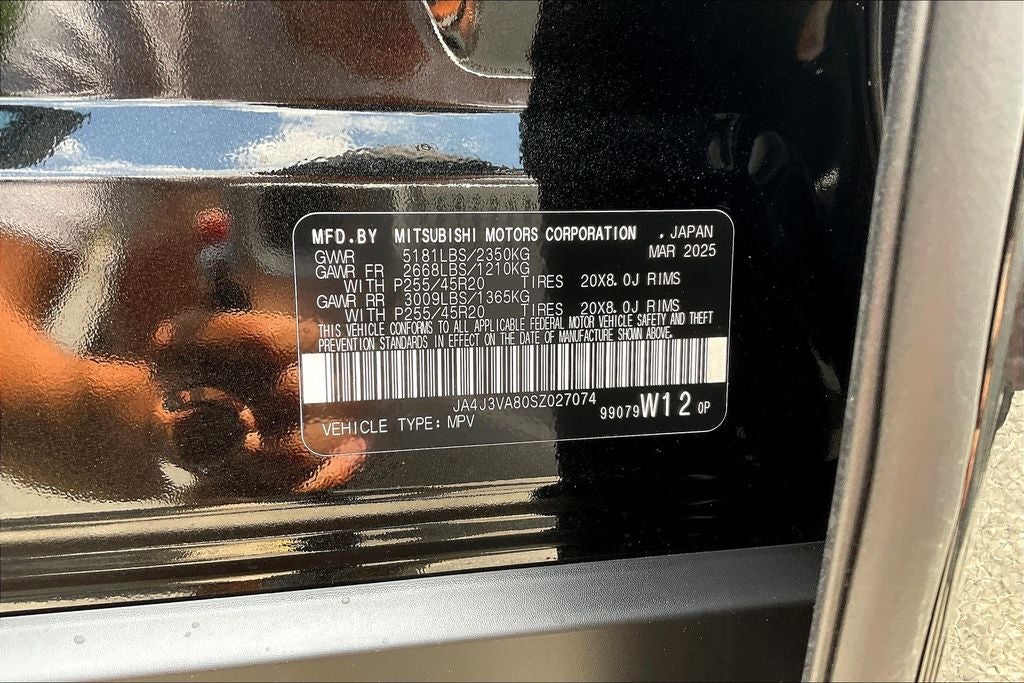 MFD.BY MITSUBISHI MOTORS CORPORATION , JAPAN
MAR 2025
GVWR 5181LBS/2350KG
GAWR FR 2668LBS/1210KG
WITH P255/45R20 TIRES 20X8.0J RIMS
GAWR RR 3009LBS/1365KG
WITH P255/45R20 TIRES 20X8.0J RIMS
THIS VEHICLE CONFORMS TO ALL APPLICABLE FEDERAL MOTOR VEHICLE SAFETY AND THEFT
PREVENTION STANDARDS IN EFFECT ON THE DATE OF MANUFACTURE SHOWN ABOVE.
JA4J3VA80SZ027074
99079W12 0P
VEHICLE TYPE: MPV